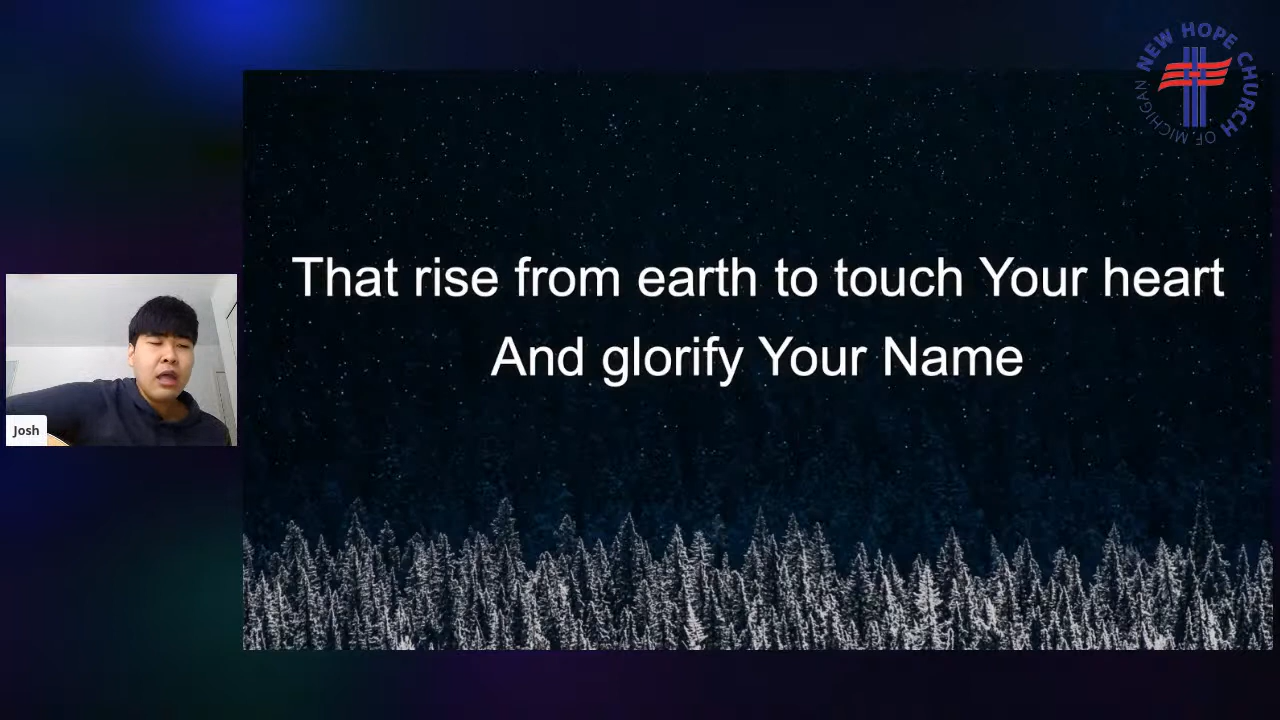 NEW HOPE CHURCH
OF MICHIGAN
That rise from earth to touch Your heart
And glorify Your Name
Josh